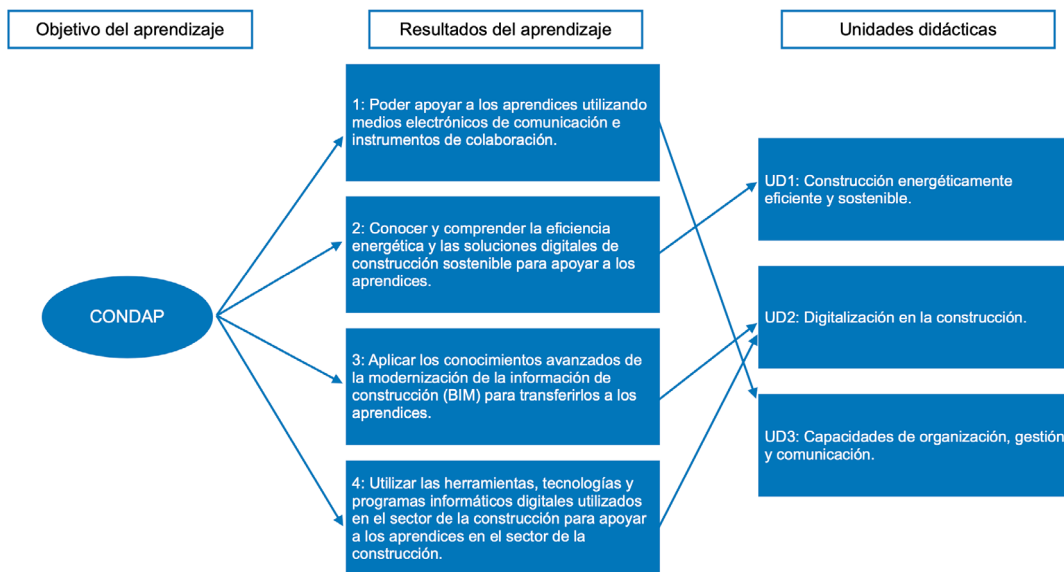 Objetivo del aprendizaje
Resultados del aprendizaje
Unidades didácticas
CONDAP
1: Poder apoyar a los aprendices utilizando
medios electrónicos de comunicación e
instrumentos de colaboración.
2: Conocer y comprender la eficiencia
energética y las soluciones digitales de
construcción sostenible para apoyar a los
aprendices.
3: Aplicar los conocimientos avanzados de
la modernización de la información de
construcción (BIM) para transferirlos a los
aprendices.
4: Utilizar las herramientas, tecnologías y
programas informáticos digitales utilizados
en el sector de la construcción para apoyar
a los aprendices en el sector de la
construcción.
UD1: Construcción energéticamente
eficiente y sostenible.
UD2: Digitalización en la construcción.
UD3: Capacidades de organización, gestión
y comunicación.